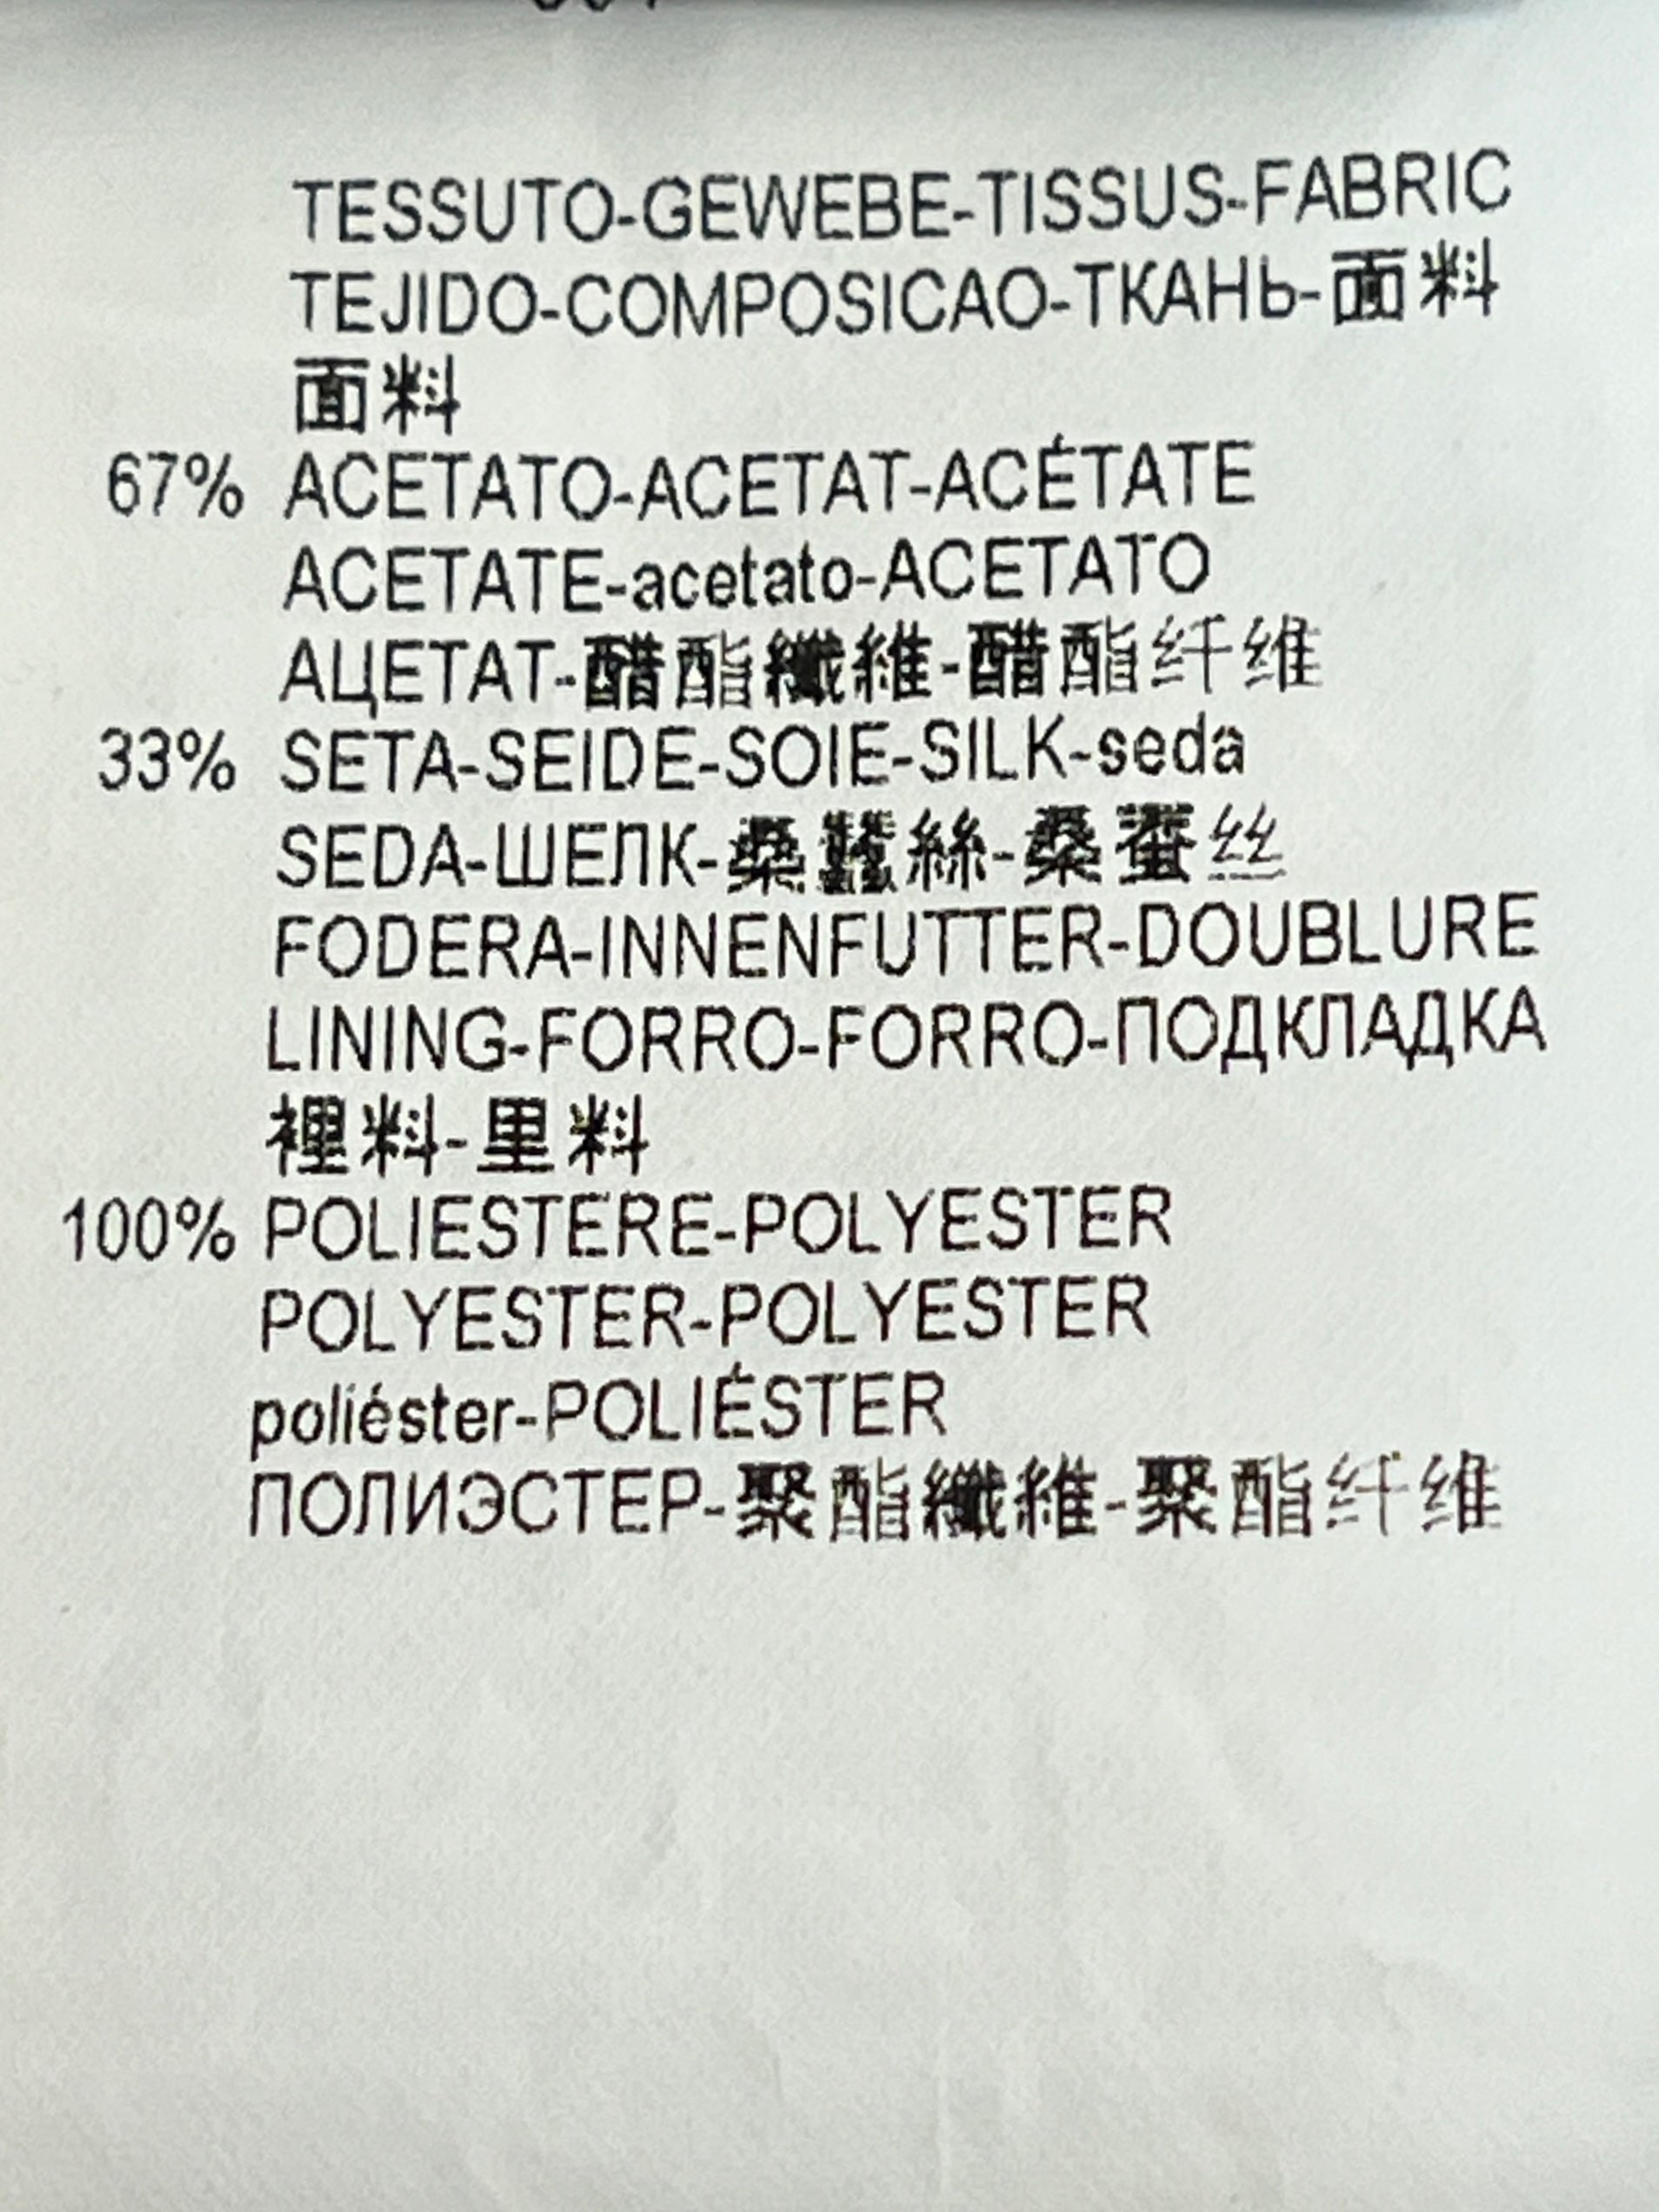 TESSUTO-GEWEBE-TISSUS-FABRIC
TEJIDO-COMPOSICAO-ТКАНЬ-面料
面料
67% ACETATO-ACETAT-ACÉTATE
ACETATE-acetato-ACETATO
АЦЕТАТ-醋酯纖維-醋酯纤维
33% SETA-SEIDE-SOIE-SILK-seda
SEDA-ШЕЛК-桑蠶絲-桑蚕丝
FODERA-INNENFUTTER-DOUBLURE
LINING-FORRO-FORRO-ПОДКЛАДКА
裡料-里料
100% POLIESTERE-POLYESTER
POLYESTER-POLYESTER
poliéster-POLIÉSTER
ПОЛИЭСТЕР-聚酯纖維-聚酯纤维